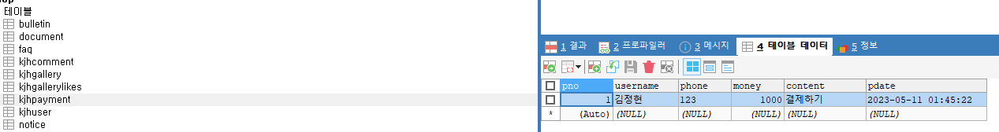 테이블
bulletin
document
faq
kjhcomment
kjhgallery
kjhgallerylikes
kjhpayment
kjhuser
notice
1 결과 2 프로파일러 3 메시지 4 테이블 데이터 5 정보
pno username phone money content pdate
1 김정현 123 1000 결제하기 2023-05-11 01:45:22
* (Auto) (NULL) (NULL) (NULL) (NULL) (NULL)